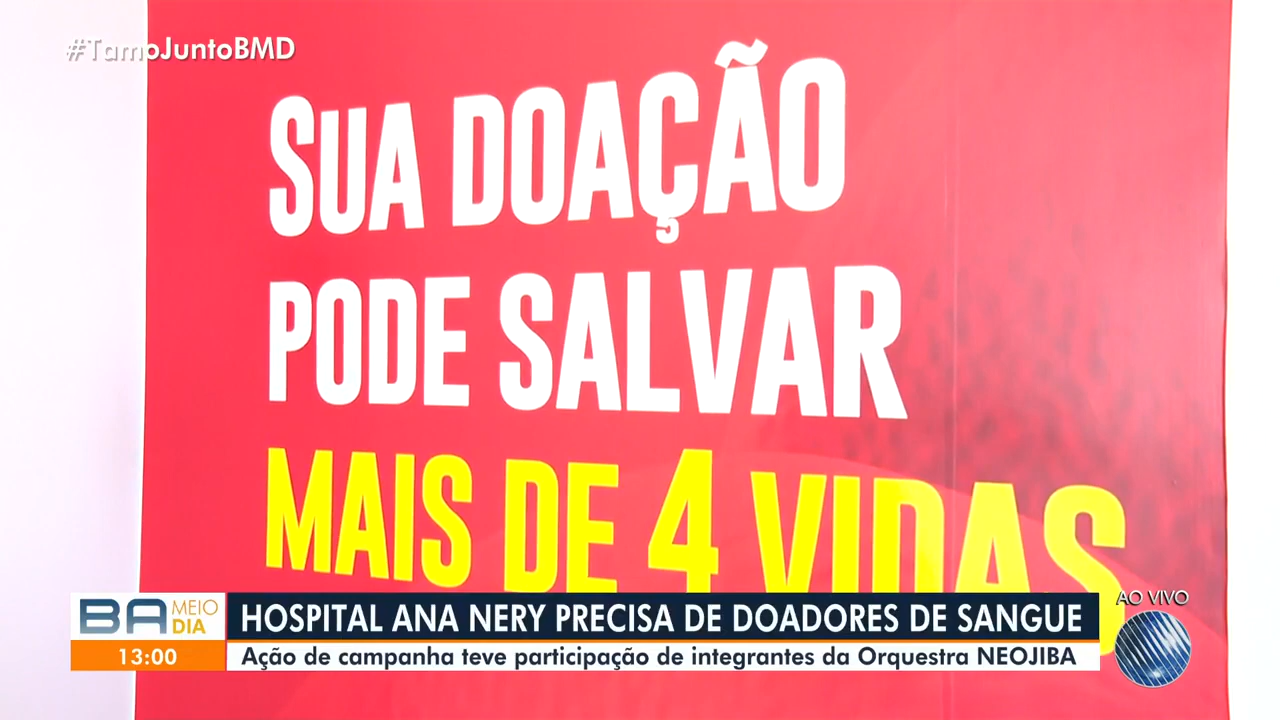 #TamoJuntoBMD
SUA DOAÇÃO
PODE SALVAR
MAIS DE 4 VIDAS
AO VIVO
BA MEIO DIA
HOSPITAL ANA NERY PRECISA DE DOADORES DE SANGUE
13:00
Ação de campanha teve participação de integrantes da Orquestra NEOJIBA